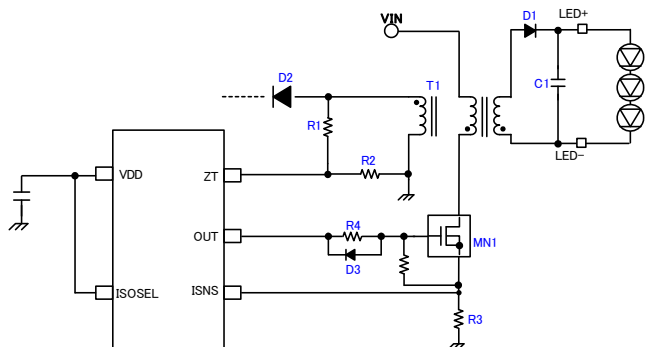 VIN
D1
LED+
D2
T1
C1
R1
VDD
ZT
R2
LED-
OUT
R4
MN1
D3
ISOSEL
ISNS
R3